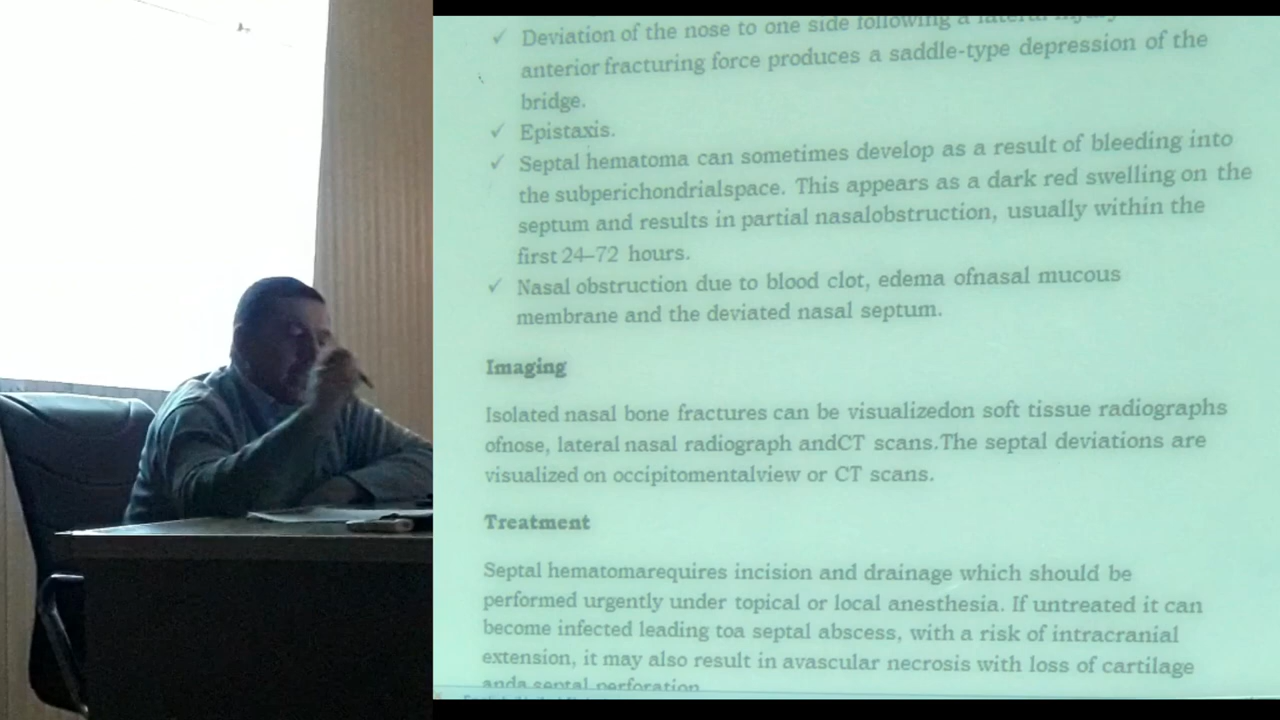 ✓ Deviation of the nose to one side following a lateral injury
anterior fracturing force produces a saddle-type depression of the
bridge.
✓ Epistaxis.
✓ Septal hematoma can sometimes develop as a result of bleeding into
the subperichondrialspace. This appears as a dark red swelling on the
septum and results in partial nasalobstruction, usually within the
first 24–72 hours.
✓ Nasal obstruction due to blood clot, edema ofnasal mucous
membrane and the deviated nasal septum.
Imaging
Isolated nasal bone fractures can be visualizedon soft tissue radiographs
ofnose, lateral nasal radiograph andCT scans.The septal deviations are
visualized on occipitomentalview or CT scans.
Treatment
Septal hematomarequires incision and drainage which should be
performed urgently under topical or local anesthesia. If untreated it can
become infected leading toa septal abscess, with a risk of intracranial
extension, it may also result in avascular necrosis with loss of cartilage
anda septal perforation